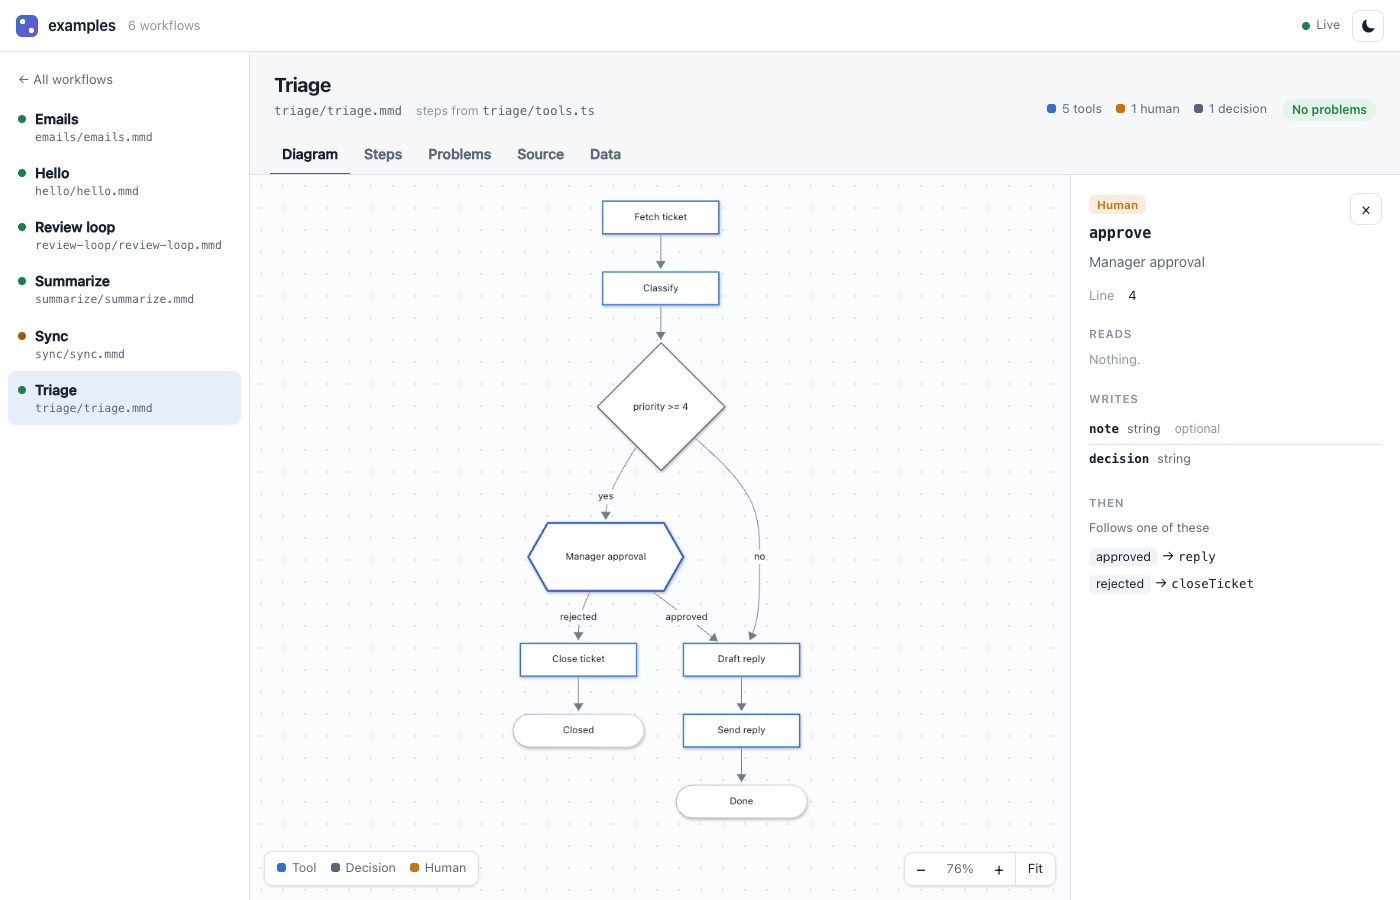 examples 6 workflows
Live
← All workflows
Emails
emails/emails.mmd
Hello
hello/hello.mmd
Review loop
review-loop/review-loop.mmd
Summarize
summarize/summarize.mmd
Sync
sync/sync.mmd
Triage
triage/triage.mmd
Triage
triage/triage.mmd steps from triage/tools.ts
5 tools 1 human 1 decision No problems
Diagram Steps Problems Source Data
Fetch ticket
Classify
priority >= 4
yes
no
Manager approval
rejected
approved
Close ticket
Draft reply
Closed
Send reply
Done
Tool Decision Human
− 76% + Fit
Human
×
approve
Manager approval
Line 4
READS
Nothing.
WRITES
note string optional
decision string
THEN
Follows one of these
approved → reply
rejected → closeTicket